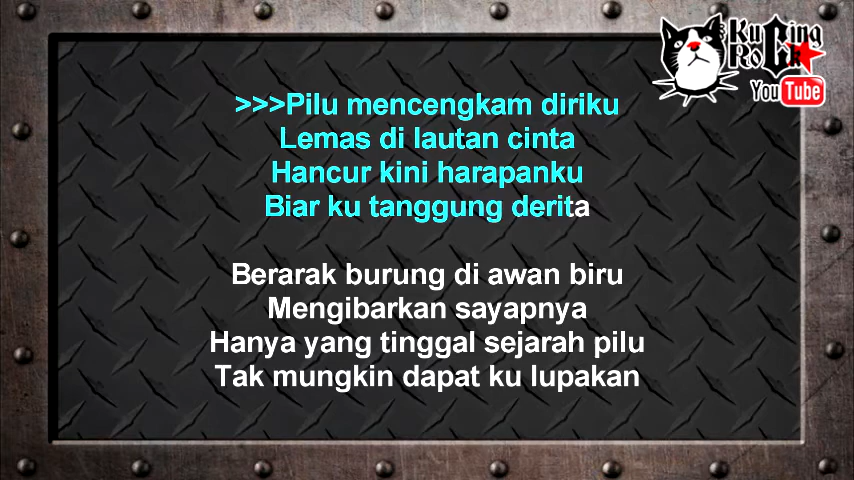 Kucing
Rock
YouTube
>>>Pilu mencengkam diriku
Lemas di lautan cinta
Hancur kini harapanku
Biar ku tanggung derita
Berarak burung di awan biru
Mengibarkan sayapnya
Hanya yang tinggal sejarah pilu
Tak mungkin dapat ku lupakan